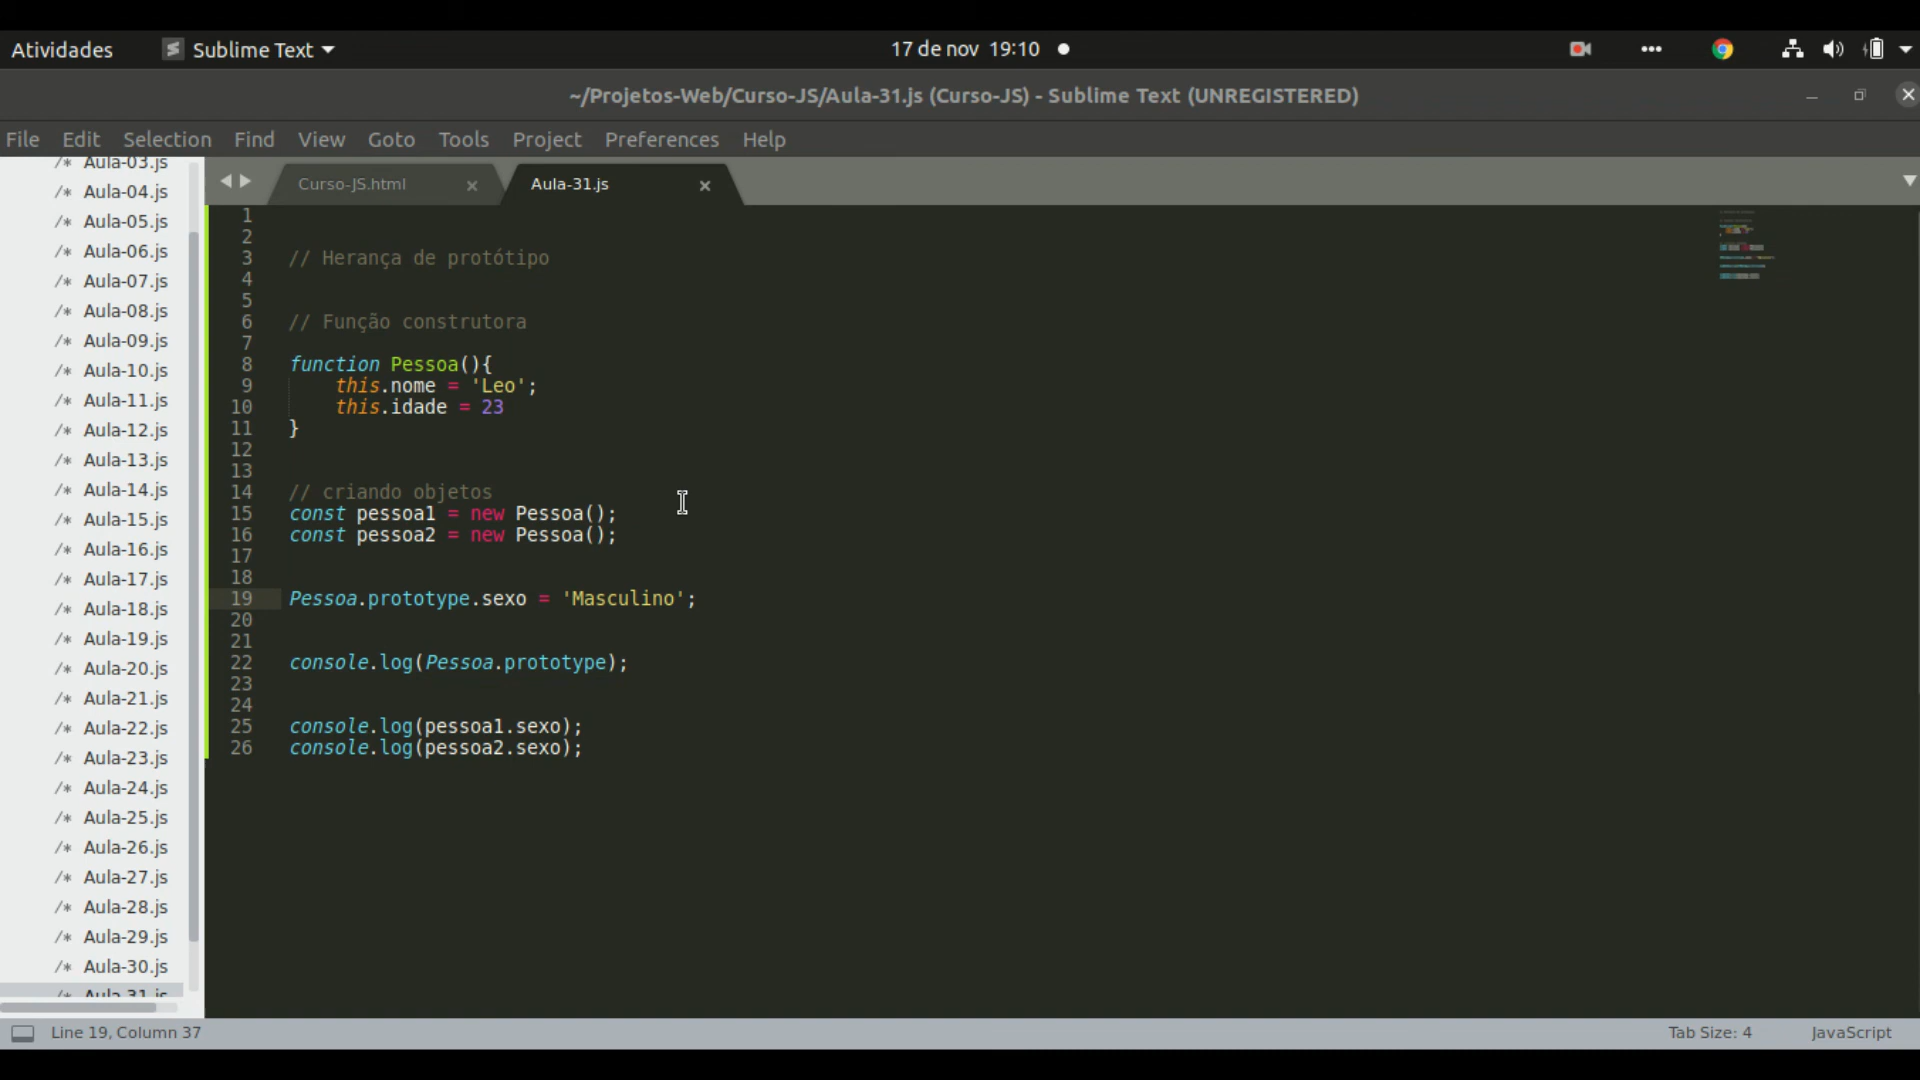 Atividades
Sublime Text
17 de nov 19:10
~/Projetos-Web/Curso-JS/Aula-31.js (Curso-JS) - Sublime Text (UNREGISTERED)
File Edit Selection Find View Goto Tools Project Preferences Help
/* Aula-03.js
/* Aula-04.js
/* Aula-05.js
/* Aula-06.js
/* Aula-07.js
/* Aula-08.js
/* Aula-09.js
/* Aula-10.js
/* Aula-11.js
/* Aula-12.js
/* Aula-13.js
/* Aula-14.js
/* Aula-15.js
/* Aula-16.js
/* Aula-17.js
/* Aula-18.js
/* Aula-19.js
/* Aula-20.js
/* Aula-21.js
/* Aula-22.js
/* Aula-23.js
/* Aula-24.js
/* Aula-25.js
/* Aula-26.js
/* Aula-27.js
/* Aula-28.js
/* Aula-29.js
/* Aula-30.js
/* Aula-31.js
Curso-JS.html
Aula-31.js
1
2
3 // Herança de protótipo
4
5
6 // Função construtora
7
8 function Pessoa(){
9 this.nome = 'Leo';
10 this.idade = 23
11 }
12
13
14 // criando objetos
15 const pessoa1 = new Pessoa();
16 const pessoa2 = new Pessoa();
17
18
19 Pessoa.prototype.sexo = 'Masculino';
20
21
22 console.log(Pessoa.prototype);
23
24
25 console.log(pessoa1.sexo);
26 console.log(pessoa2.sexo);
Line 19, Column 37
Tab Size: 4
JavaScript